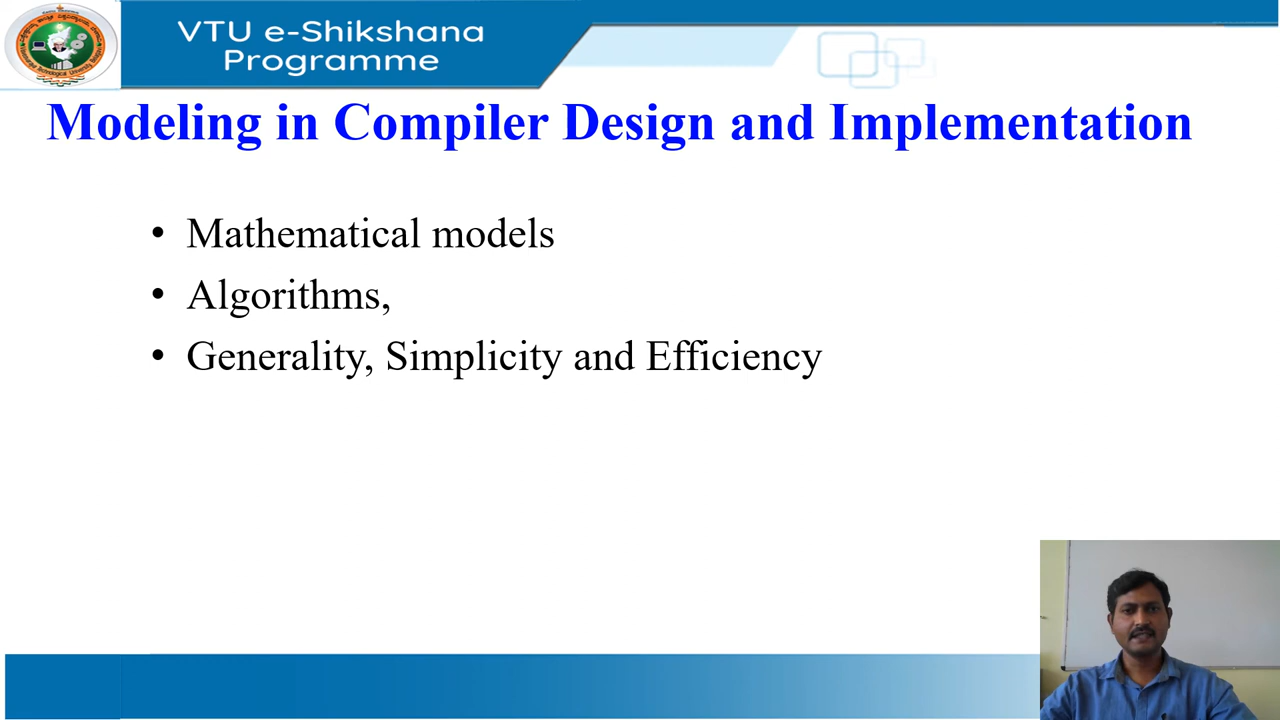 VTU e-Shikshana
Programme
Modeling in Compiler Design and Implementation
• Mathematical models
• Algorithms,
• Generality, Simplicity and Efficiency